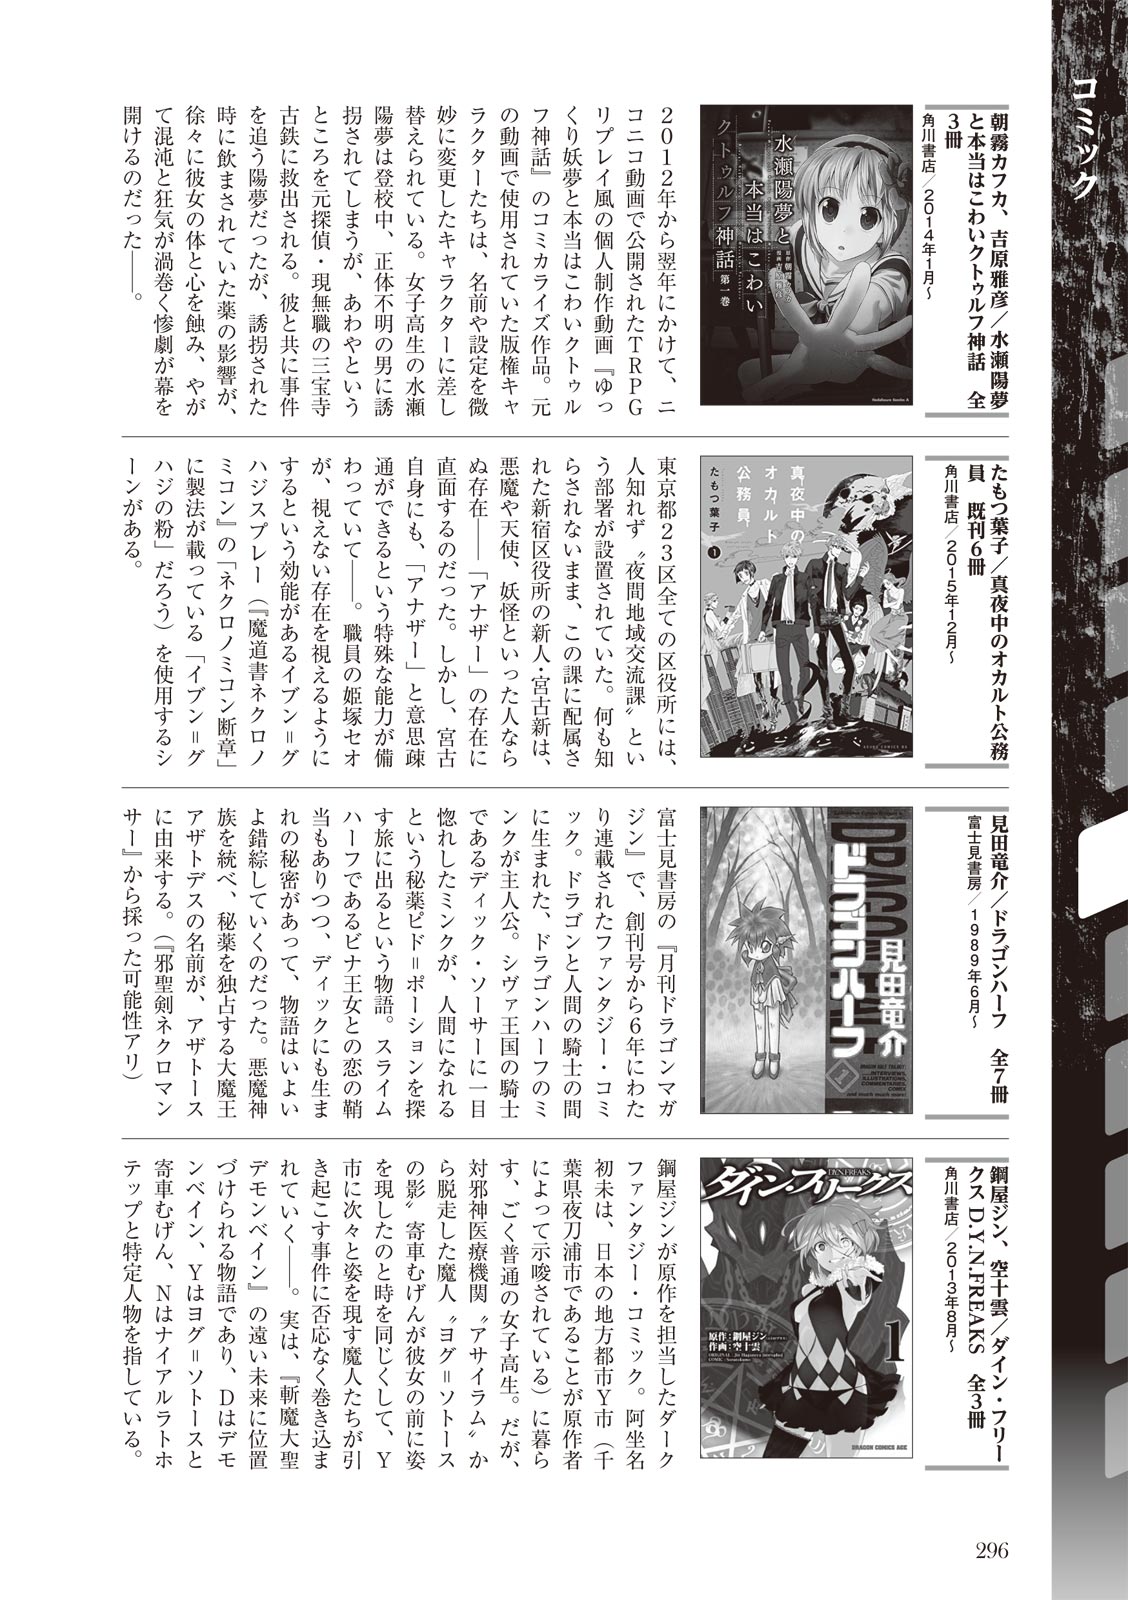 コミック
朝霧カフカ、吉原雅彦／水瀬陽夢
と本当はこわいクトゥルフ神話　全
３冊
角川書店／２０１４年１月～
水瀬陽夢と
本当はこわい
クトゥルフ神話
第一巻
原作 朝霧カフカ
漫画 吉原雅彦
Kadokawa Comics A
２０１２年から翌年にかけて、ニ
コニコ動画で公開されたＴＲＰＧ
リプレイ風の個人制作動画『ゆっ
くり妖夢と本当はこわいクトゥル
フ神話』のコミカライズ作品。元
の動画で使用されていた版権キャ
ラクターたちは、名前や設定を微
妙に変更したキャラクターに差し
替えられている。女子高生の水瀬
陽夢は登校中、正体不明の男に誘
拐されてしまうが、あわやという
ところを元探偵・現無職の三宝寺
古鉄に救出される。彼と共に事件
を追う陽夢だったが、誘拐された
時に飲まされていた薬の影響が、
徐々に彼女の体と心を蝕み、やが
て混沌と狂気が渦巻く惨劇が幕を
開けるのだった――。
たもつ葉子／真夜中のオカルト公務
員　既刊６冊
角川書店／２０１５年１２月～
真夜中の
オカルト
公務員
たもつ葉子
1
ASUKA COMICS DX
東京都２３区全ての区役所には、
人知れず〝夜間地域交流課〟とい
う部署が設置されていた。何も知
らされないまま、この課に配属さ
れた新宿区役所の新人・宮古新は、
悪魔や天使、妖怪といった人なら
ぬ存在――「アナザー」の存在に
直面するのだった。しかし、宮古
自身にも、「アナザー」と意思疎
通ができるという特殊な能力が備
わっていて――。職員の姫塚セオ
が、視えない存在を視えるように
するという効能があるイブン＝グ
ハジスプレー（『魔道書ネクロノ
ミコン』の「ネクロノミコン断章」
に製法が載っている「イブン＝グ
ハジの粉」だろう）を使用するシ
ーンがある。
見田竜介／ドラゴンハーフ　全７冊
富士見書房／１９８９年６月～
DRAGON HALF
ドラゴンハーフ
見田竜介
1
DRAGON HALF TRILOGY
INTERVIEWS,
ILLUSTRATIONS,
COMMENTARIES,
COMIX
and much much more!
富士見書房の『月刊ドラゴンマガ
ジン』で、創刊号から６年にわた
り連載されたファンタジー・コミ
ック。ドラゴンと人間の騎士の間
に生まれた、ドラゴンハーフのミ
ンクが主人公。シヴァ王国の騎士
であるディック・ソーサーに一目
惚れしたミンクが、人間になれる
という秘薬ピド＝ポーションを探
す旅に出るという物語。スライム
ハーフであるビナ王女との恋の鞘
当もありつつ、ディックにも生ま
れの秘密があって、物語はいよい
よ錯綜していくのだった。悪魔神
族を統べ、秘薬を独占する大魔王
アザトデスの名前が、アザトース
に由来する。（『邪聖剣ネクロマン
サー』から採った可能性アリ）
鋼屋ジン、空十雲／ダイン・フリー
クス D.Y.N.FREAKS　全３冊
角川書店／２０１３年８月～
D.Y.N.FREAKS
ダイン・フリークス
原作：鋼屋ジン
作画：空十雲
1
DRAGON COMICS AGE
鋼屋ジンが原作を担当したダーク
ファンタジー・コミック。阿坐名
初未は、日本の地方都市Ｙ市（千
葉県夜刀浦市であることが原作者
によって示唆されている）に暮ら
す、ごく普通の女子高生。だが、
対邪神医療機関〝アサイラム〟か
ら脱走した魔人〝ヨグ＝ソトース
の影〟寄車むげんが彼女の前に姿
を現したのと時を同じくして、Ｙ
市に次々と姿を現す魔人たちが引
き起こす事件に否応なく巻き込ま
れていく――。実は、『斬魔大聖
デモンベイン』の遠い未来に位置
づけられる物語であり、Ｄはデモ
ンベイン、Ｙはヨグ＝ソトースと
寄車むげん、Ｎはナイアルラトホ
テップと特定人物を指している。
296